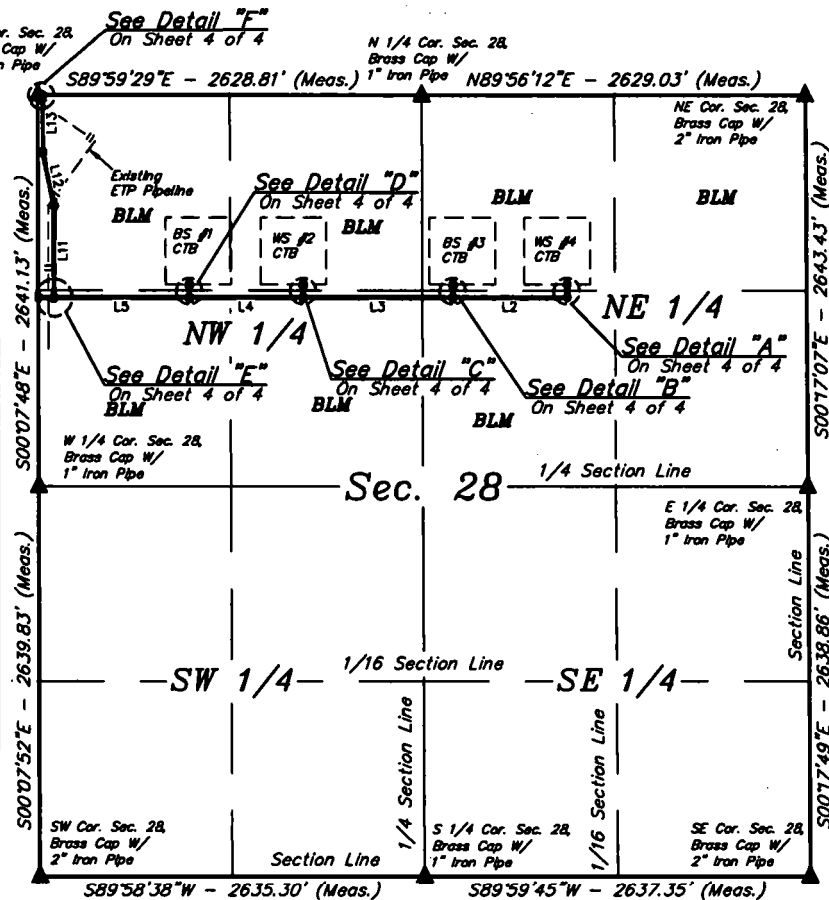 See Detail "F"
On Sheet 4 of 4
Cor. Sec. 28,
Cap W/
Pipe
N 1/4 Cor. Sec. 28,
Brass Cap W/
1" Iron Pipe
S89°59'29"E - 2628.81' (Meas.)
N89°56'12"E - 2629.03' (Meas.)
NE Cor. Sec. 28,
Brass Cap W/
2" Iron Pipe
L13
L12
L11
Existing
ETP Pipeline
See Detail "D"
On Sheet 4 of 4
BLM
BLM
BLM
BLM
BS #1
CTB
WS #2
CTB
BS #3
CTB
WS #4
CTB
S00°07'48"E - 2641.13' (Meas.)
S00°17'07"E - 2643.43' (Meas.)
L5
L4
L3
L2
NW 1/4
NE 1/4
See Detail "E"
On Sheet 4 of 4
See Detail "C"
On Sheet 4 of 4
See Detail "B"
On Sheet 4 of 4
See Detail "A"
On Sheet 4 of 4
BLM
BLM
BLM
W 1/4 Cor. Sec. 28,
Brass Cap W/
1" Iron Pipe
Sec. 28
1/4 Section Line
E 1/4 Cor. Sec. 28,
Brass Cap W/
1" Iron Pipe
Section Line
S00°07'52"E - 2639.83' (Meas.)
S00°17'49"E - 2638.86' (Meas.)
1/16 Section Line
SW 1/4
SE 1/4
1/4 Section Line
1/16 Section Line
SW Cor. Sec. 28,
Brass Cap W/
2" Iron Pipe
Section Line
S 1/4 Cor. Sec. 28,
Brass Cap W/
1" Iron Pipe
SE Cor. Sec. 28,
Brass Cap W/
2" Iron Pipe
S89°58'38"W - 2635.30' (Meas.)
S89°59'45"W - 2637.35' (Meas.)